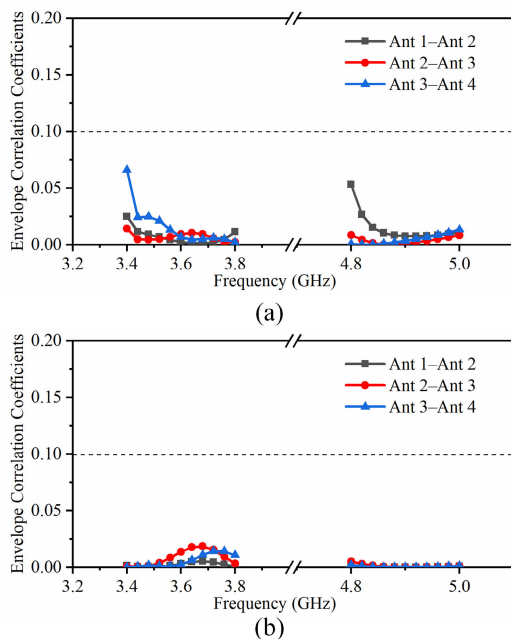 Envelope Correlation Coefficients
0.20
0.15
0.10
0.05
0.00
Ant 1–Ant 2
Ant 2–Ant 3
Ant 3–Ant 4
3.2 3.4 3.6 3.8 4.8 5.0
Frequency (GHz)
(a)
Envelope Correlation Coefficients
0.20
0.15
0.10
0.05
0.00
Ant 1–Ant 2
Ant 2–Ant 3
Ant 3–Ant 4
3.2 3.4 3.6 3.8 4.8 5.0
Frequency (GHz)
(b)